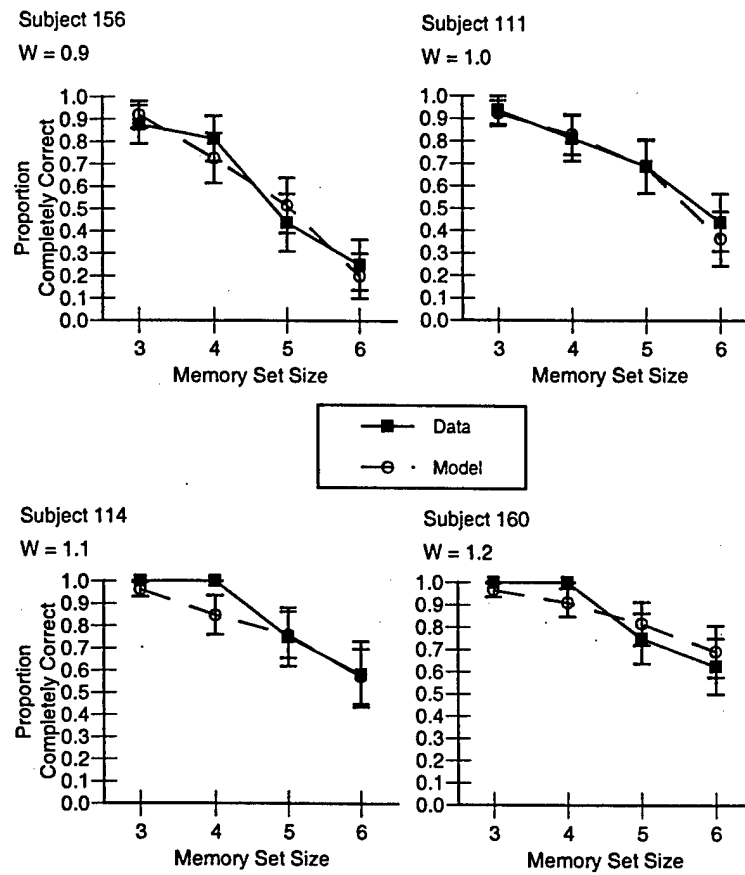 Subject 156
W = 0.9
Proportion
Completely Correct
1.0
0.9
0.8
0.7
0.6
0.5
0.4
0.3
0.2
0.1
0.0
3 4 5 6
Memory Set Size
Subject 111
W = 1.0
1.0
0.9
0.8
0.7
0.6
0.5
0.4
0.3
0.2
0.1
0.0
3 4 5 6
Memory Set Size
Data
Model
Subject 114
W = 1.1
Proportion
Completely Correct
1.0
0.9
0.8
0.7
0.6
0.5
0.4
0.3
0.2
0.1
0.0
3 4 5 6
Memory Set Size
Subject 160
W = 1.2
1.0
0.9
0.8
0.7
0.6
0.5
0.4
0.3
0.2
0.1
0.0
3 4 5 6
Memory Set Size